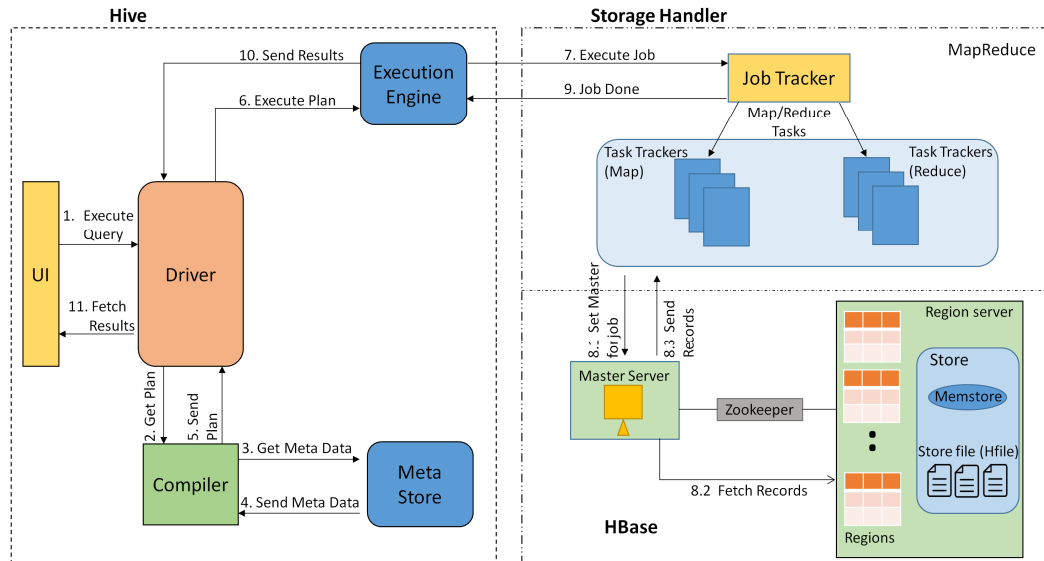 Hive
Storage Handler
MapReduce
10. Send Results
Execution
Engine
6. Execute Plan
7. Execute Job
9. Job Done
Job Tracker
Map/Reduce
Tasks
Task Trackers
(Map)
Task Trackers
(Reduce)
UI
1. Execute
Query
Driver
11. Fetch
Results
2. Get Plan
5. Send
Plan
Compiler
3. Get Meta Data
4. Send Meta Data
Meta
Store
8.1 Set Master
for job
8.3 Send
Records
Master Server
Zookeeper
8.2 Fetch Records
HBase
Region server
Store
Memstore
Store file (Hfile)
Regions